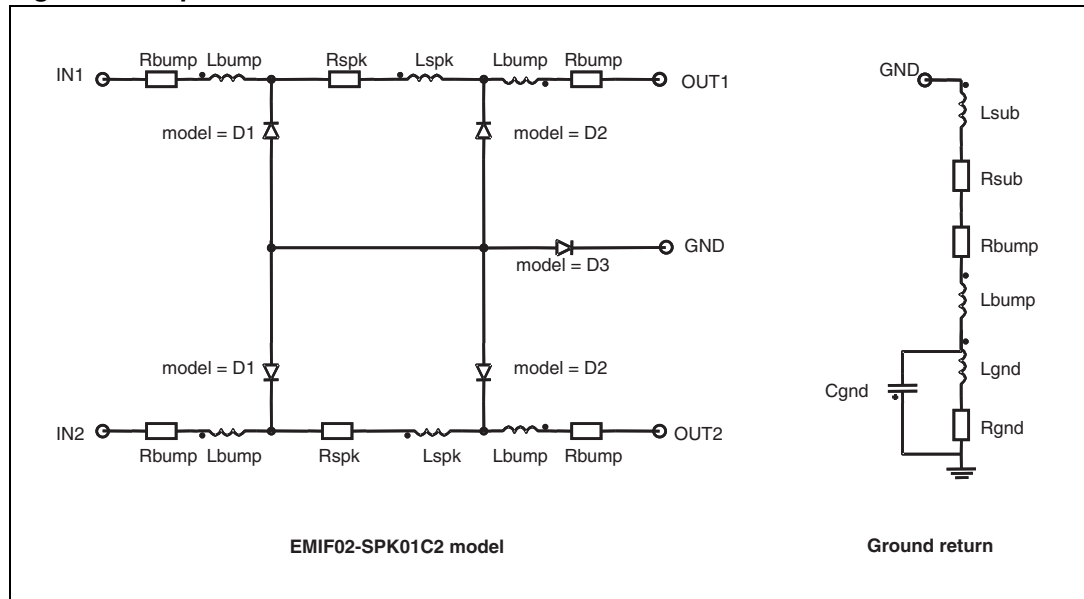 IN1
Rbump
Lbump
Rspk
Lspk
Lbump
Rbump
OUT1
model = D1
model = D2
GND
model = D3
model = D1
model = D2
IN2
Rbump
Lbump
Rspk
Lspk
Lbump
Rbump
OUT2
EMIF02-SPK01C2 model
GND
Lsub
Rsub
Rbump
Lbump
Lgnd
Cgnd
Rgnd
Ground return